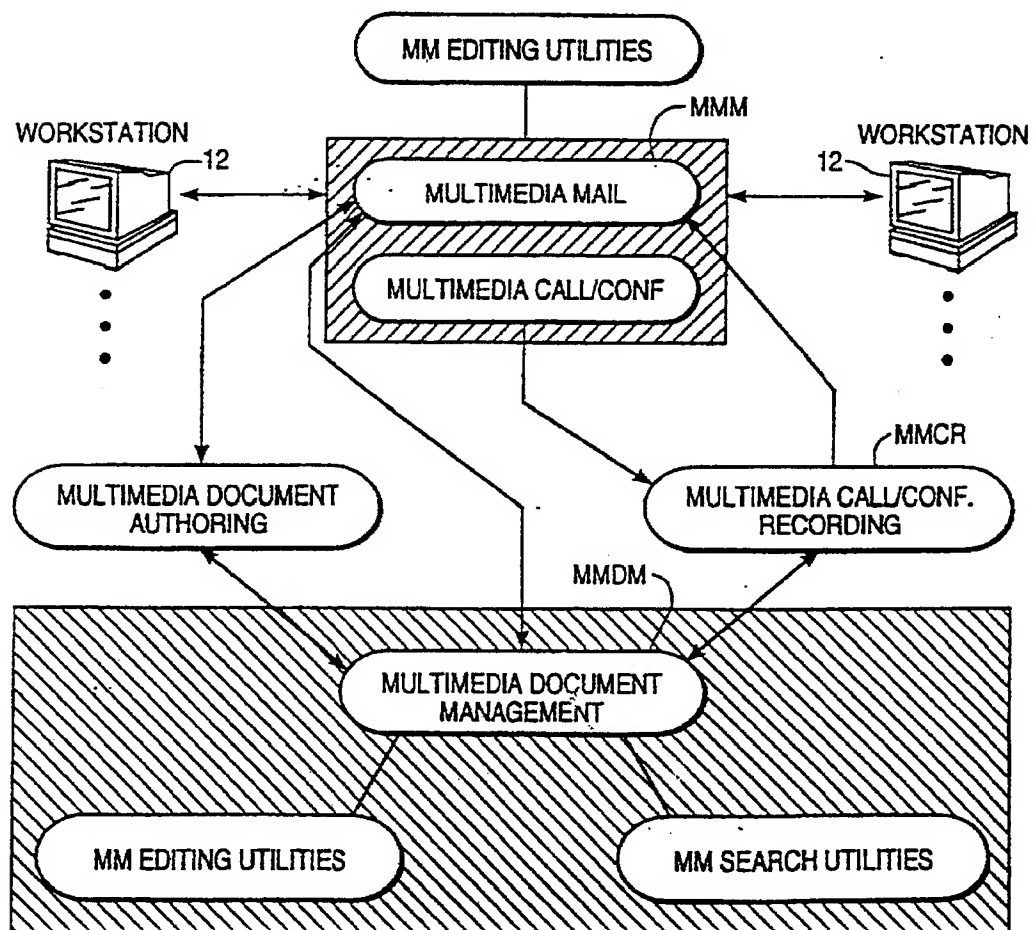 MM EDITING UTILITIES
MMM
WORKSTATION
12
WORKSTATION
12
MULTIMEDIA MAIL
MULTIMEDIA CALL/CONF
MMCR
MULTIMEDIA DOCUMENT
AUTHORING
MULTIMEDIA CALL/CONF.
RECORDING
MMDM
MULTIMEDIA DOCUMENT
MANAGEMENT
MM EDITING UTILITIES
MM SEARCH UTILITIES